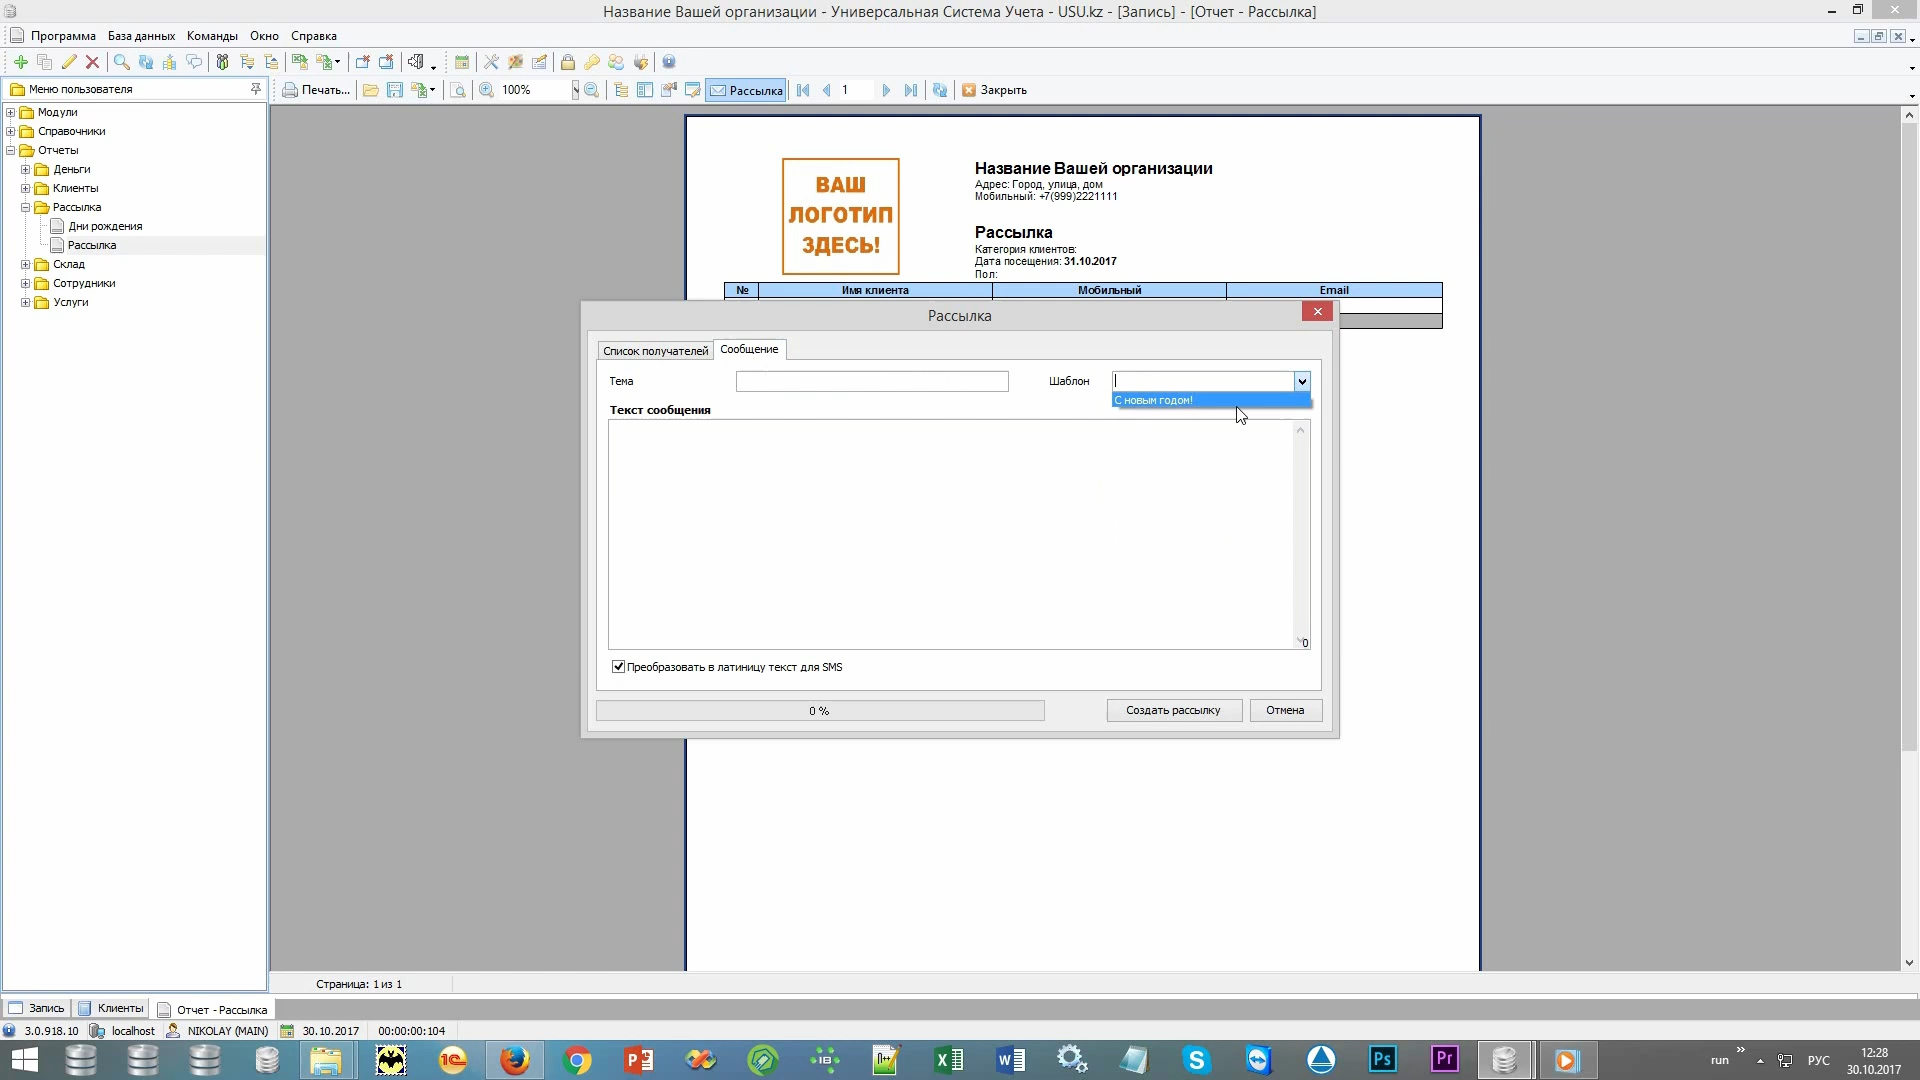 Название Вашей организации - Универсальная Система Учета - USU.kz - [Запись] - [Отчет - Рассылка]
Программа База данных Команды Окно Справка
Меню пользователя
Печать... 100% Рассылка 1 Закрыть
Модули
Справочники
Отчеты
Деньги
Клиенты
Рассылка
Дни рождения
Рассылка
Склад
Сотрудники
Услуги
ВАШ
ЛОГОТИП
ЗДЕСЬ!
Название Вашей организации
Адрес: Город, улица, дом
Мобильный: +7(999)2221111
Рассылка
Категория клиентов:
Дата посещения: 31.10.2017
Пол:
№ Имя клиента Мобильный Email
Рассылка
Список получателей Сообщение
Тема Шаблон
С новым годом!
Текст сообщения
0
Преобразовать в латиницу текст для SMS
0 % Создать рассылку Отмена
Страница: 1 из 1
Запись Клиенты Отчет - Рассылка
3.0.918.10 localhost NIKOLAY (MAIN) 30.10.2017 00:00:00:104
run РУС 12:28
30.10.2017